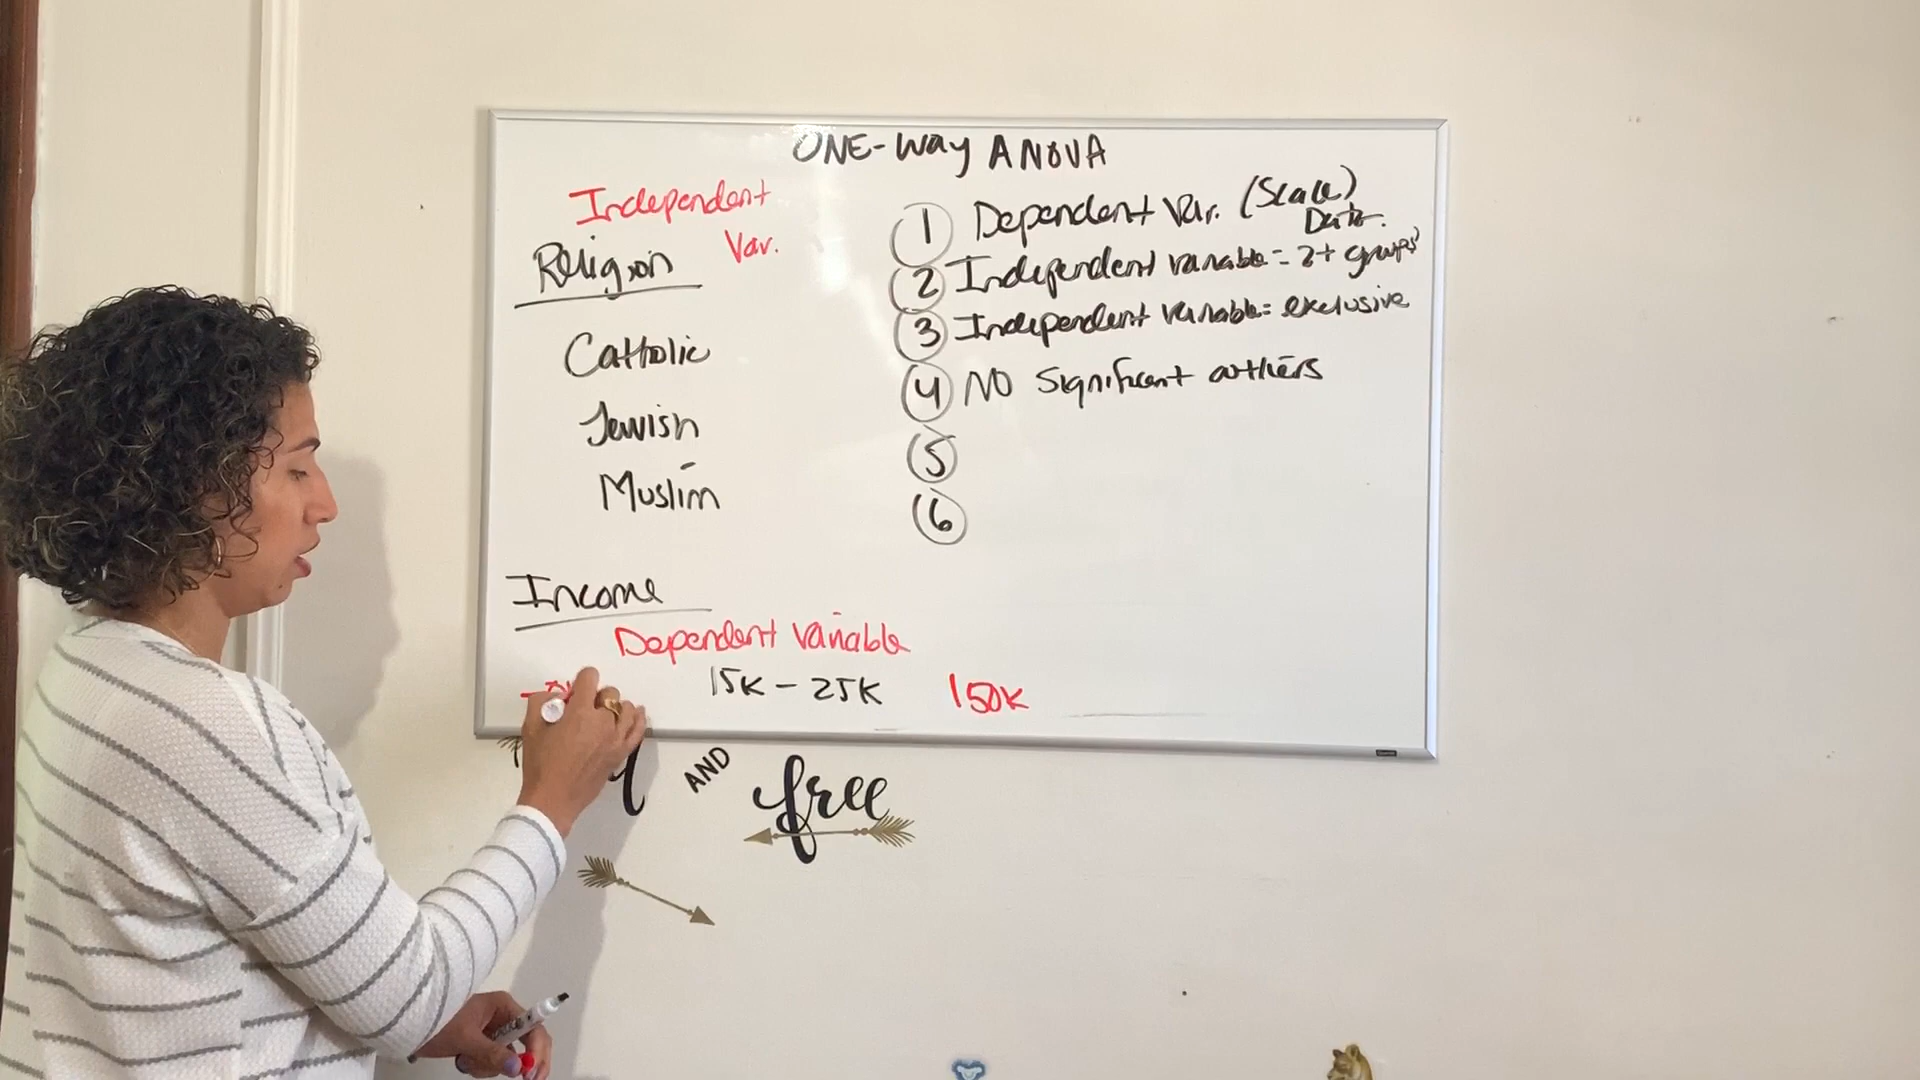 ONE-Way ANOVA
Independent
Var.
Religion
Catholic
Jewish
Muslim
1 Dependent Var. (Scale)
Data.
2 Independent variable = 2+ groups
3 Independent variable = exclusive
4 NO Significant outliers
5
6
Income
Dependent variable
15K - 25K
150K
AND
free